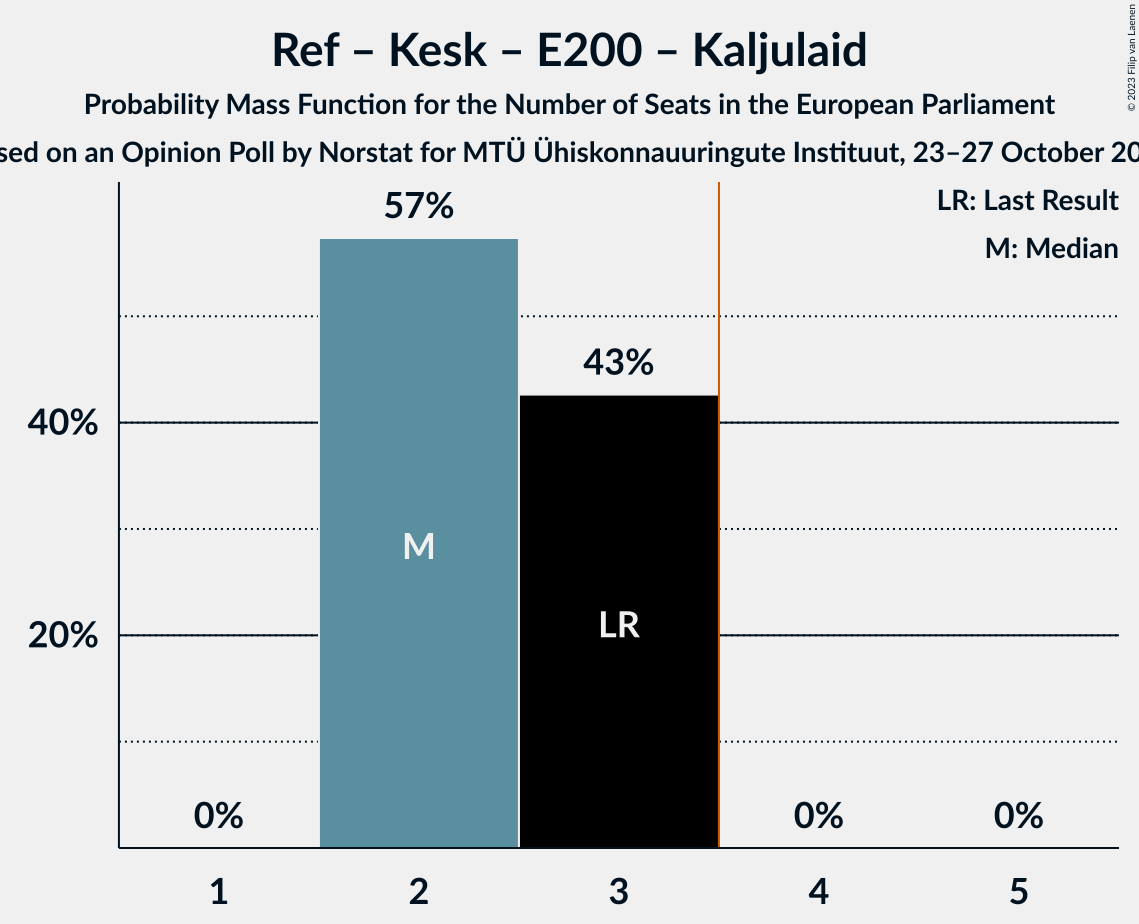 Ref – Kesk – E200 – Kaljulaid
Probability Mass Function for the Number of Seats in the European Parliament
on an Opinion Poll by Norstat for MTÜ Ühiskonnauuringute Instituut, 23–27 October
© 2023 Filip van Laenen
LR: Last Result
M: Median
57%
43%
40%
20%
M
LR
0%
0%
0%
1
2
3
4
5